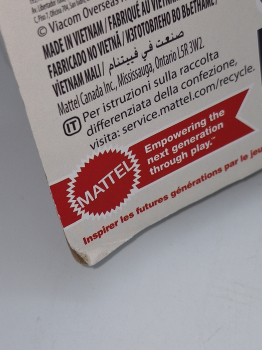 © Viacom Overseas
MADE IN VIETNAM / FABRIQUÉ AU VIETNAM
FABRICADO NO VIETNÃ / ИЗГОТОВЛЕНО ВО ВЬЕТНАМЕ
VIETNAM MALI / صنعت في فييتنام
Mattel Canada Inc., Mississauga, Ontario L5R 3W2.
IT Per istruzioni sulla raccolta
differenziata della confezione,
visita: service.mattel.com/recycle.
MATTEL
Empowering the
next generation
through play.™
Inspirer les futures générations par le jeu